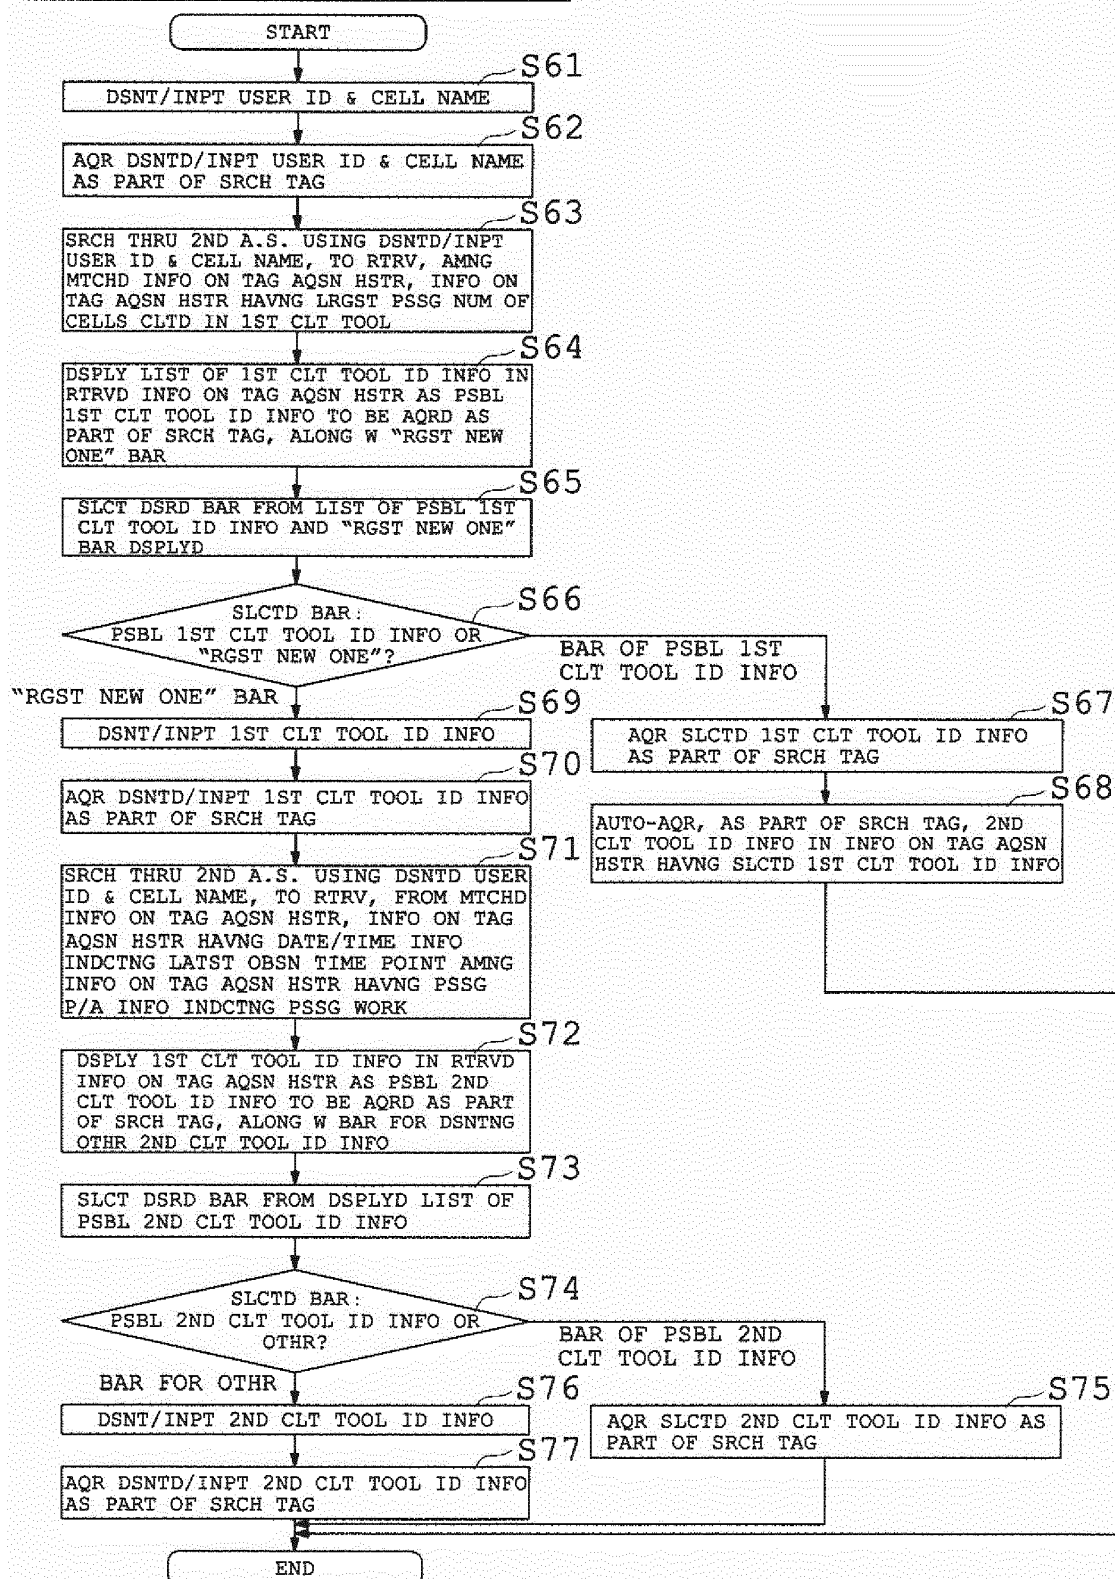 START
S61
DSNT/INPT USER ID & CELL NAME
S62
AQR DSNTD/INPT USER ID & CELL NAME
AS PART OF SRCH TAG
S63
SRCH THRU 2ND A.S. USING DSNTD/INPT
USER ID & CELL NAME, TO RTRV, AMNG
MTCHD INFO ON TAG AQSN HSTR, INFO ON
TAG AQSN HSTR HAVNG LRGST PSSG NUM OF
CELLS CLTD IN 1ST CLT TOOL
S64
DSPLY LIST OF 1ST CLT TOOL ID INFO IN
RTRVD INFO ON TAG AQSN HSTR AS PSBL
1ST CLT TOOL ID INFO TO BE AQRD AS
PART OF SRCH TAG, ALONG W "RGST NEW
ONE" BAR
S65
SLCT DSRD BAR FROM LIST OF PSBL 1ST
CLT TOOL ID INFO AND "RGST NEW ONE"
BAR DSPLYD
S66
SLCTD BAR:
PSBL 1ST CLT TOOL ID INFO OR
"RGST NEW ONE"?
BAR OF PSBL 1ST
CLT TOOL ID INFO
"RGST NEW ONE" BAR
S67
AQR SLCTD 1ST CLT TOOL ID INFO
AS PART OF SRCH TAG
S68
AUTO-AQR, AS PART OF SRCH TAG, 2ND
CLT TOOL ID INFO IN INFO ON TAG AQSN
HSTR HAVNG SLCTD 1ST CLT TOOL ID INFO
S69
DSNT/INPT 1ST CLT TOOL ID INFO
S70
AQR DSNTD/INPT 1ST CLT TOOL ID INFO
AS PART OF SRCH TAG
S71
SRCH THRU 2ND A.S. USING DSNTD USER
ID & CELL NAME, TO RTRV, FROM MTCHD
INFO ON TAG AQSN HSTR, INFO ON TAG
AQSN HSTR HAVNG DATE/TIME INFO
INDCTNG LATST OBSN TIME POINT AMNG
INFO ON TAG AQSN HSTR HAVNG PSSG
P/A INFO INDCTNG PSSG WORK
S72
DSPLY 1ST CLT TOOL ID INFO IN RTRVD
INFO ON TAG AQSN HSTR AS PSBL 2ND
CLT TOOL ID INFO TO BE AQRD AS PART
OF SRCH TAG, ALONG W BAR FOR DSNTNG
OTHR 2ND CLT TOOL ID INFO
S73
SLCT DSRD BAR FROM DSPLYD LIST OF
PSBL 2ND CLT TOOL ID INFO
S74
SLCTD BAR:
PSBL 2ND CLT TOOL ID INFO OR
OTHR?
BAR OF PSBL 2ND
CLT TOOL ID INFO
BAR FOR OTHR
S75
AQR SLCTD 2ND CLT TOOL ID INFO AS
PART OF SRCH TAG
S76
DSNT/INPT 2ND CLT TOOL ID INFO
S77
AQR DSNTD/INPT 2ND CLT TOOL ID INFO
AS PART OF SRCH TAG
END